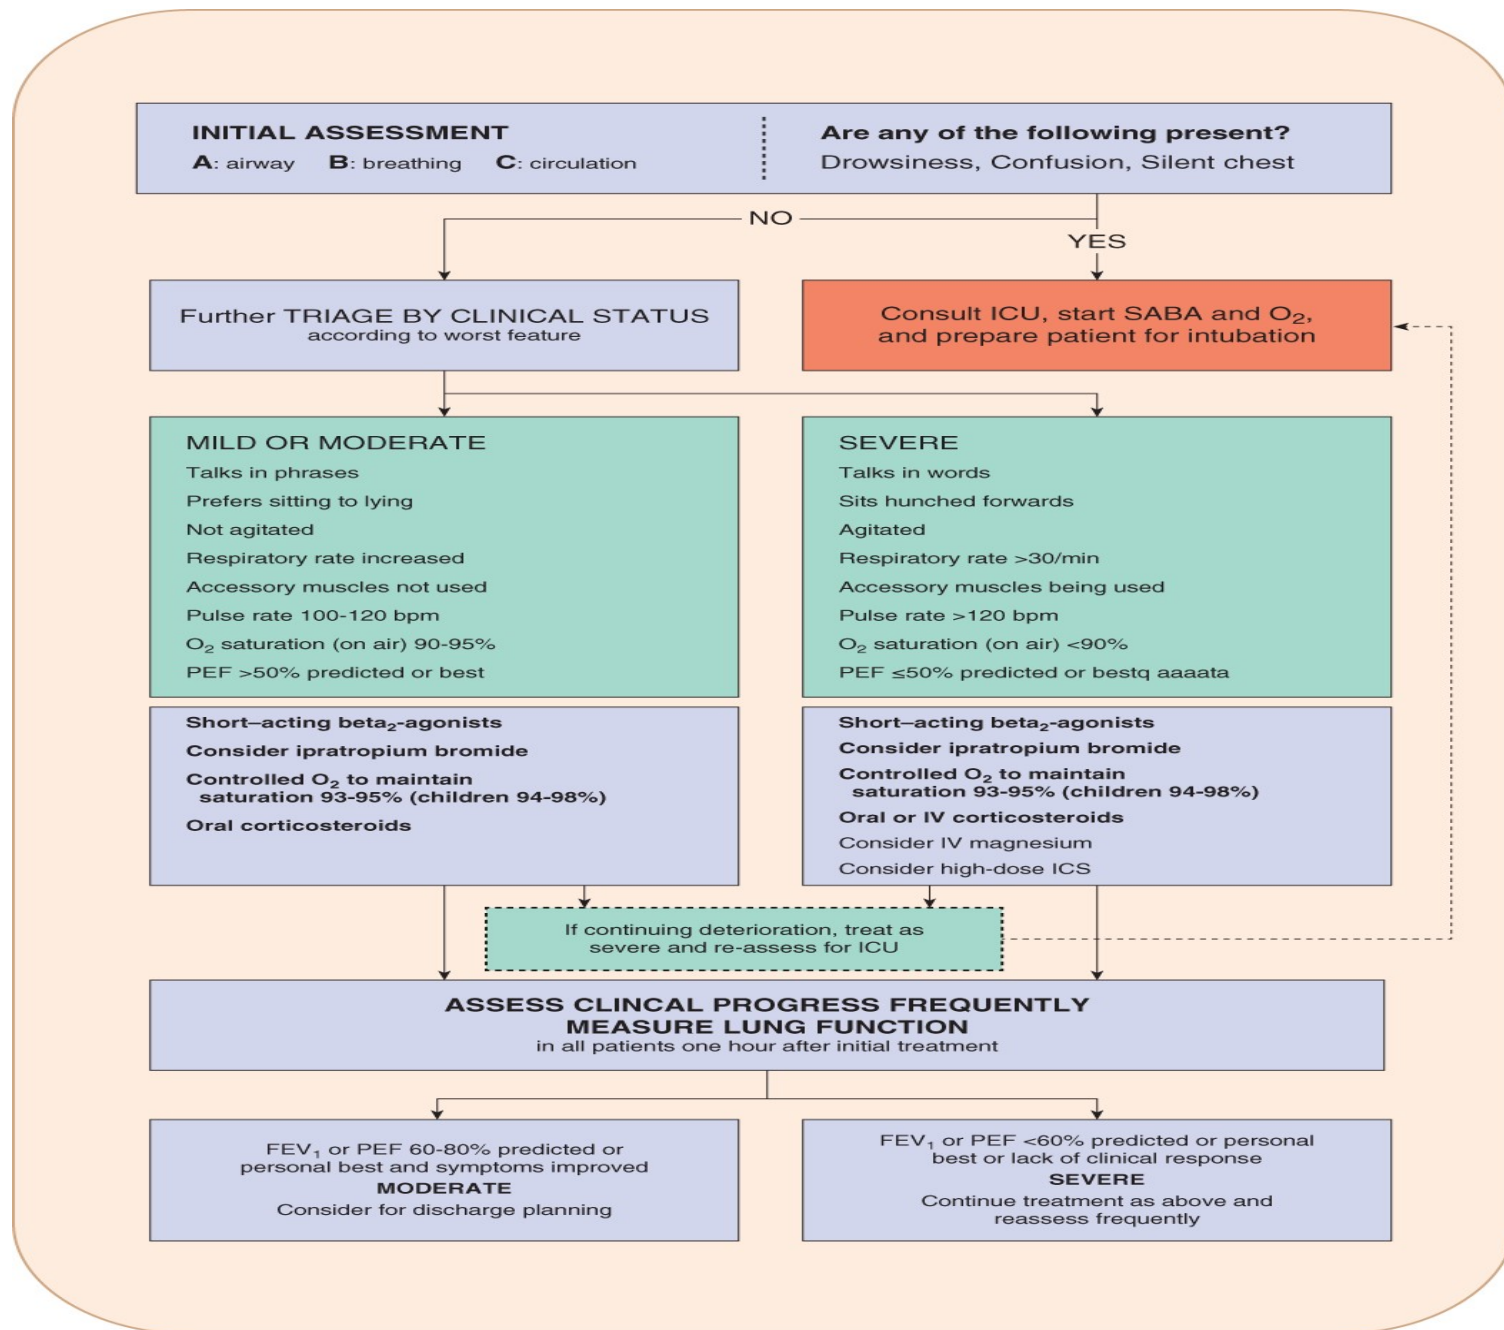 INITIAL ASSESSMENT
A: airway B: breathing C: circulation
Are any of the following present?
Drowsiness, Confusion, Silent chest
NO
YES
Further TRIAGE BY CLINICAL STATUS
according to worst feature
Consult ICU, start SABA and O₂,
and prepare patient for intubation
MILD OR MODERATE
Talks in phrases
Prefers sitting to lying
Not agitated
Respiratory rate increased
Accessory muscles not used
Pulse rate 100-120 bpm
O₂ saturation (on air) 90-95%
PEF >50% predicted or best
SEVERE
Talks in words
Sits hunched forwards
Agitated
Respiratory rate >30/min
Accessory muscles being used
Pulse rate >120 bpm
O₂ saturation (on air) <90%
PEF ≤50% predicted or bestq aaaata
Short–acting beta₂-agonists
Consider ipratropium bromide
Controlled O₂ to maintain
saturation 93-95% (children 94-98%)
Oral corticosteroids
Short–acting beta₂-agonists
Consider ipratropium bromide
Controlled O₂ to maintain
saturation 93-95% (children 94-98%)
Oral or IV corticosteroids
Consider IV magnesium
Consider high-dose ICS
If continuing deterioration, treat as
severe and re-assess for ICU
ASSESS CLINCAL PROGRESS FREQUENTLY
MEASURE LUNG FUNCTION
in all patients one hour after initial treatment
FEV₁ or PEF 60-80% predicted or
personal best and symptoms improved
MODERATE
Consider for discharge planning
FEV₁ or PEF <60% predicted or personal
best or lack of clinical response
SEVERE
Continue treatment as above and
reassess frequently